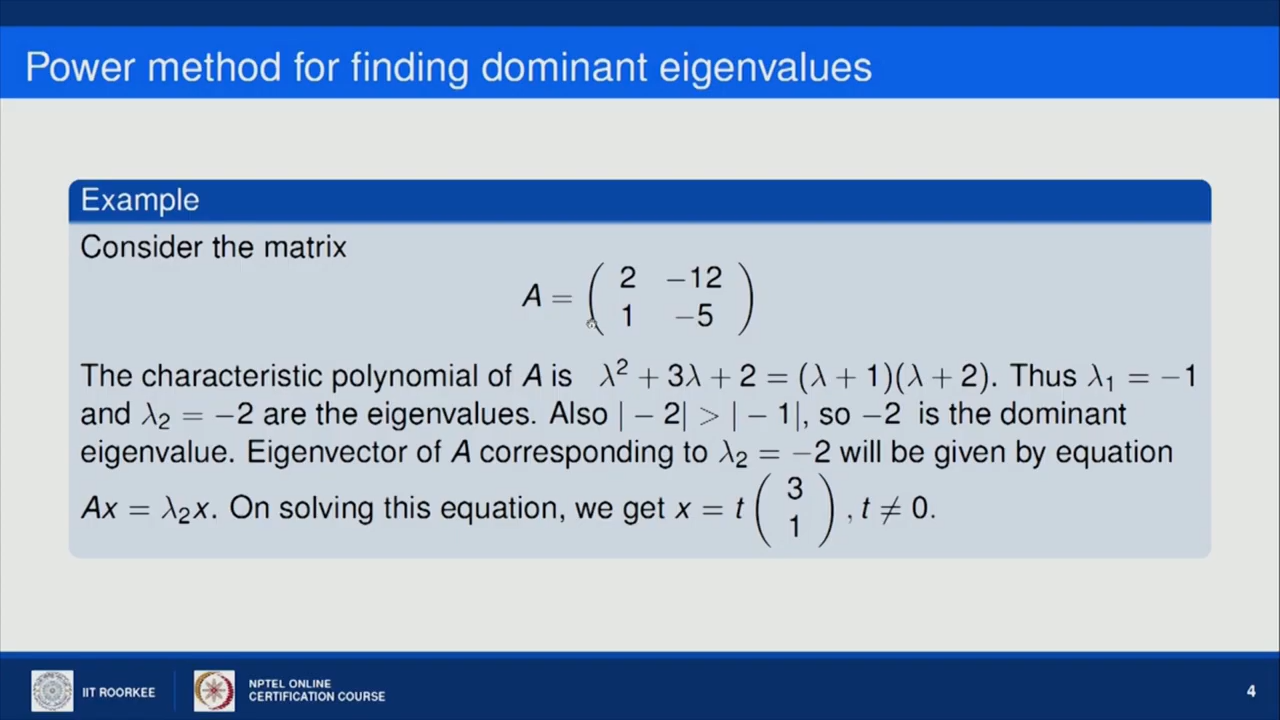 Power method for finding dominant eigenvalues
Example
Consider the matrix
A = ( 2 −12
1 −5 )
The characteristic polynomial of A is λ² + 3λ + 2 = (λ + 1)(λ + 2). Thus λ₁ = −1
and λ₂ = −2 are the eigenvalues. Also | − 2| > | − 1|, so −2 is the dominant
eigenvalue. Eigenvector of A corresponding to λ₂ = −2 will be given by equation
Ax = λ₂x. On solving this equation, we get x = t ( 3
1 ) , t ≠ 0.
IIT ROORKEE
NPTEL ONLINE
CERTIFICATION COURSE
4